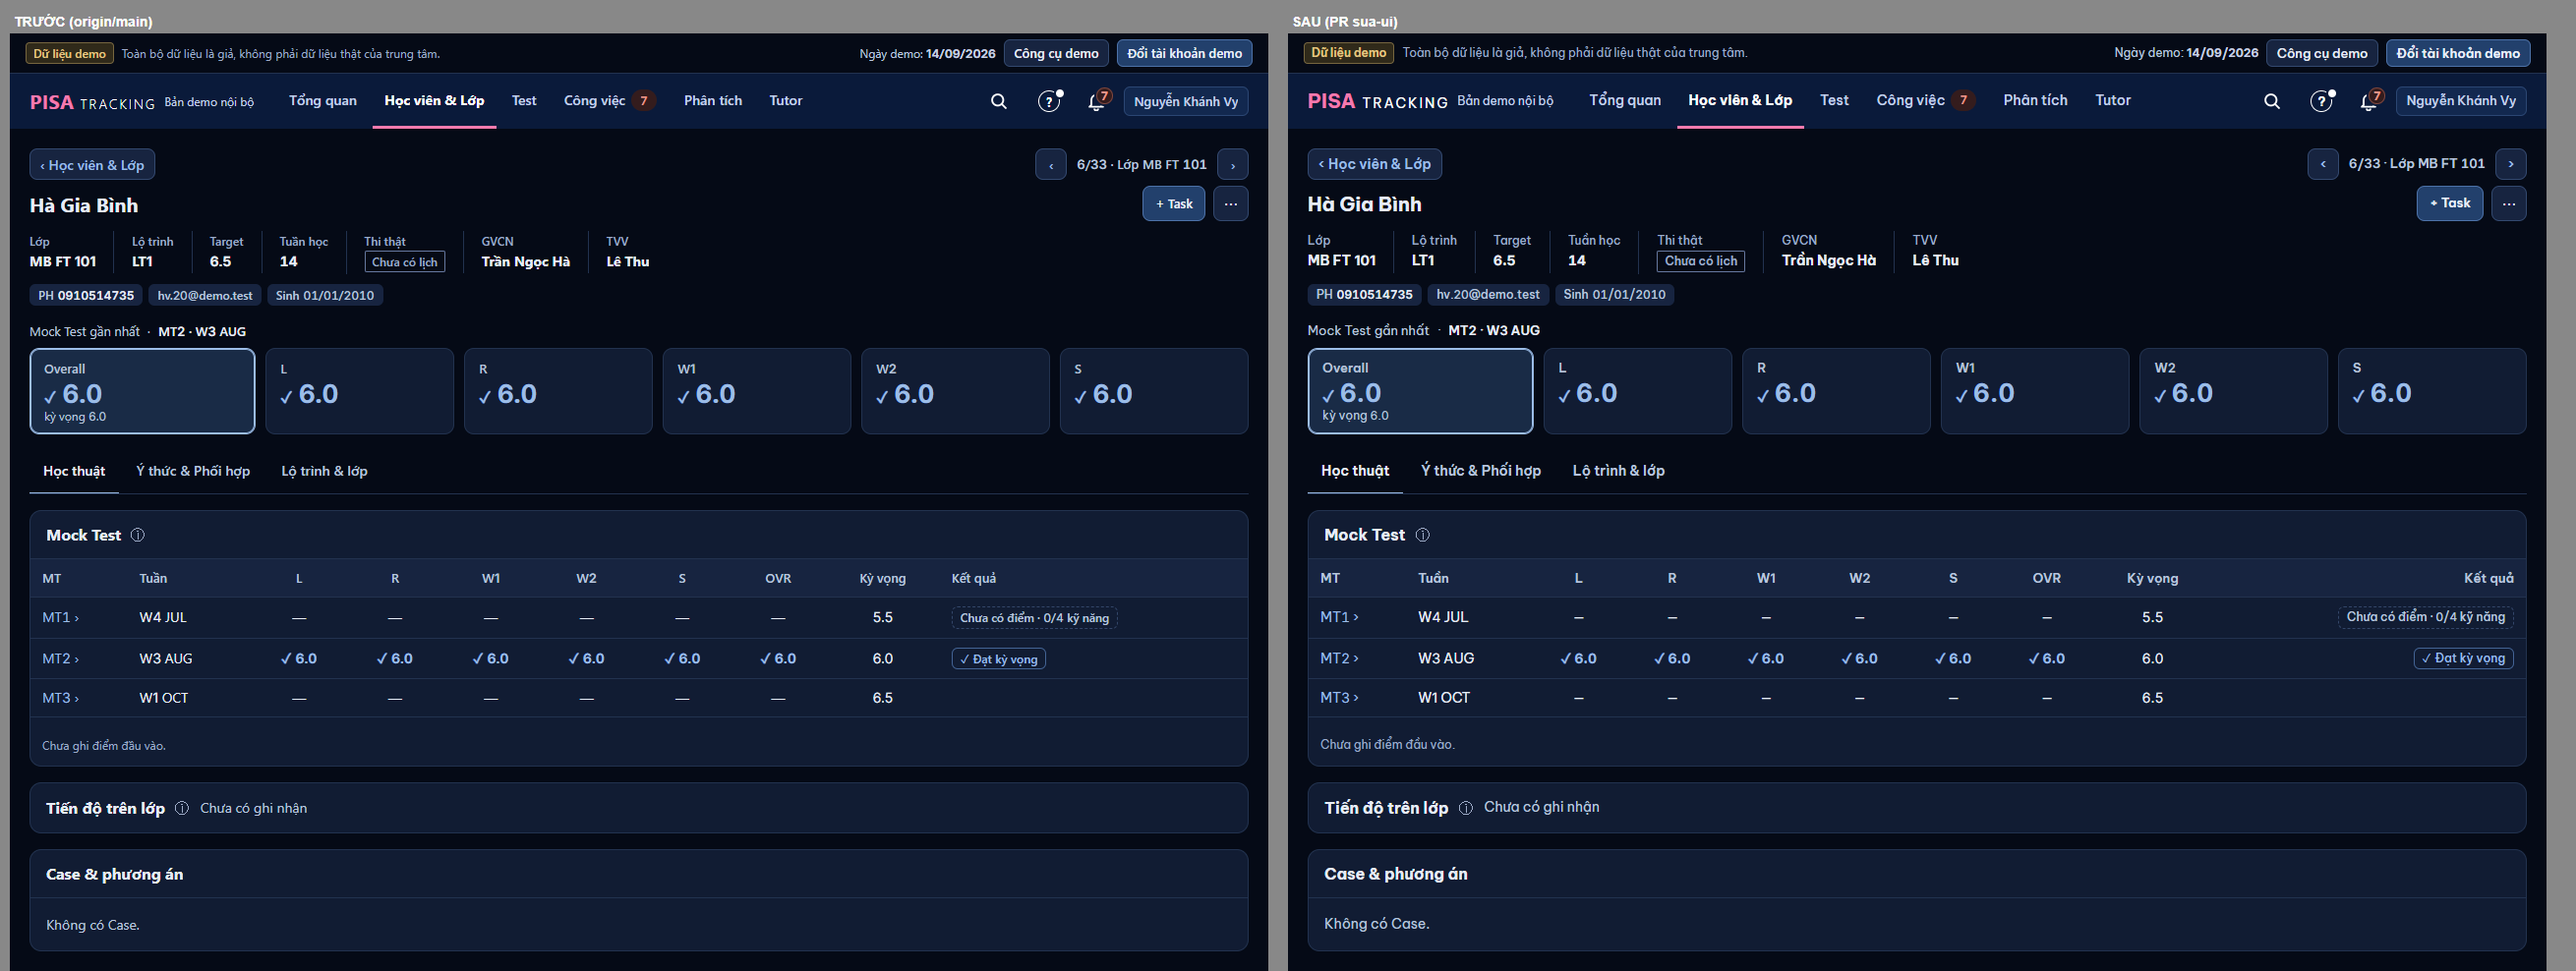 TRƯỚC (origin/main)
Dữ liệu demo Toàn bộ dữ liệu là giả, không phải dữ liệu thật của trung tâm. Ngày demo: 14/09/2026 Công cụ demo Đổi tài khoản demo
PISA TRACKING Bản demo nội bộ Tổng quan Học viên & Lớp Test Công việc 7 Phân tích Tutor ? 7 Nguyễn Khánh Vy
‹ Học viên & Lớp ‹ 6/33 · Lớp MB FT 101 ›
Hà Gia Bình + Task ...
Lớp Lộ trình Target Tuần học Thi thật GVCN TVV
MB FT 101 LT1 6.5 14 Chưa có lịch Trần Ngọc Hà Lê Thu
PH 0910514735 hv.20@demo.test Sinh 01/01/2010
Mock Test gần nhất · MT2 · W3 AUG
Overall L R W1 W2 S
✓ 6.0 ✓ 6.0 ✓ 6.0 ✓ 6.0 ✓ 6.0 ✓ 6.0
kỳ vọng 6.0
Học thuật Ý thức & Phối hợp Lộ trình & lớp
Mock Test ⓘ
MT Tuần L R W1 W2 S OVR Kỳ vọng Kết quả
MT1 › W4 JUL — — — — — — 5.5 Chưa có điểm · 0/4 kỹ năng
MT2 › W3 AUG ✓ 6.0 ✓ 6.0 ✓ 6.0 ✓ 6.0 ✓ 6.0 ✓ 6.0 6.0 ✓ Đạt kỳ vọng
MT3 › W1 OCT — — — — — — 6.5
Chưa ghi điểm đầu vào.
Tiến độ trên lớp ⓘ Chưa có ghi nhận
Case & phương án
Không có Case.
SAU (PR sua-ui)
Dữ liệu demo Toàn bộ dữ liệu là giả, không phải dữ liệu thật của trung tâm. Ngày demo: 14/09/2026 Công cụ demo Đổi tài khoản demo
PISA TRACKING Bản demo nội bộ Tổng quan Học viên & Lớp Test Công việc 7 Phân tích Tutor ? 7 Nguyễn Khánh Vy
‹ Học viên & Lớp ‹ 6/33 · Lớp MB FT 101 ›
Hà Gia Bình + Task ...
Lớp Lộ trình Target Tuần học Thi thật GVCN TVV
MB FT 101 LT1 6.5 14 Chưa có lịch Trần Ngọc Hà Lê Thu
PH 0910514735 hv.20@demo.test Sinh 01/01/2010
Mock Test gần nhất · MT2 · W3 AUG
Overall L R W1 W2 S
✓ 6.0 ✓ 6.0 ✓ 6.0 ✓ 6.0 ✓ 6.0 ✓ 6.0
kỳ vọng 6.0
Học thuật Ý thức & Phối hợp Lộ trình & lớp
Mock Test ⓘ
MT Tuần L R W1 W2 S OVR Kỳ vọng Kết quả
MT1 › W4 JUL — — — — — — 5.5 Chưa có điểm · 0/4 kỹ năng
MT2 › W3 AUG ✓ 6.0 ✓ 6.0 ✓ 6.0 ✓ 6.0 ✓ 6.0 ✓ 6.0 6.0 ✓ Đạt kỳ vọng
MT3 › W1 OCT — — — — — — 6.5
Chưa ghi điểm đầu vào.
Tiến độ trên lớp ⓘ Chưa có ghi nhận
Case & phương án
Không có Case.